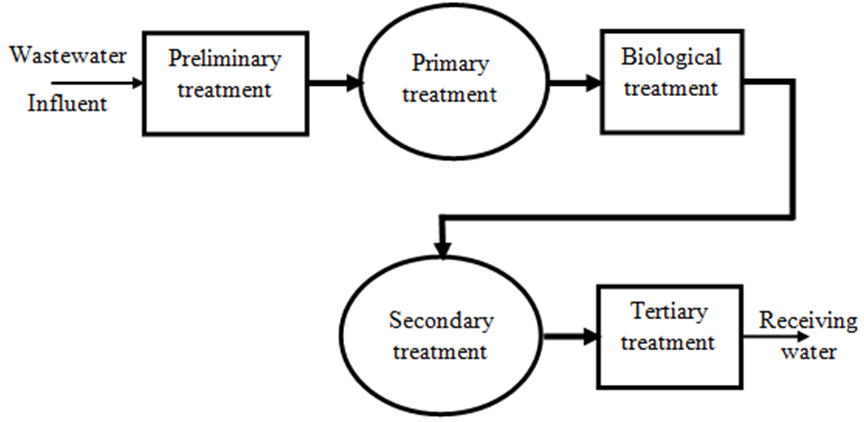 Wastewater
Influent
Preliminary
treatment
Primary
treatment
Biological
treatment
Secondary
treatment
Tertiary
treatment
Receiving
water